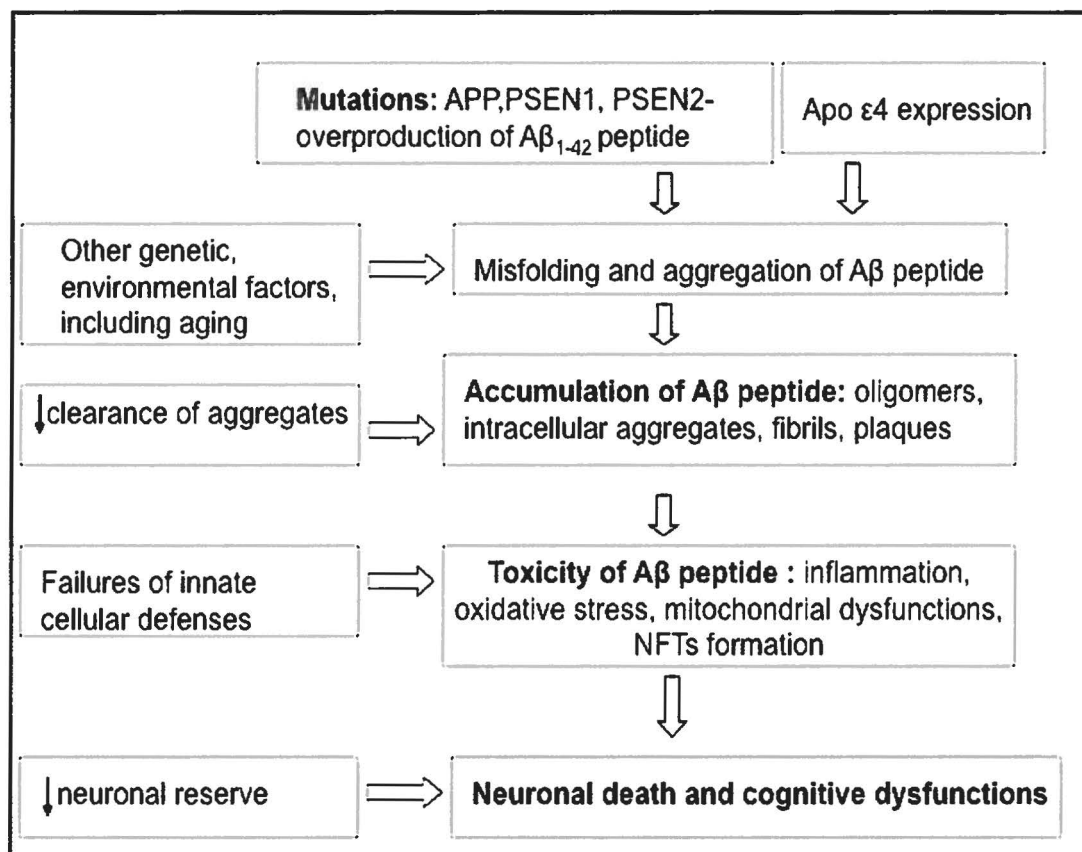 Mutations: APP,PSEN1, PSEN2-
overproduction of Aβ₁₋₄₂ peptide
Apo ε4 expression
Other genetic,
environmental factors,
including aging
Misfolding and aggregation of Aβ peptide
↓clearance of aggregates
Accumulation of Aβ peptide: oligomers,
intracellular aggregates, fibrils, plaques
Failures of innate
cellular defenses
Toxicity of Aβ peptide : inflammation,
oxidative stress, mitochondrial dysfunctions,
NFTs formation
↓neuronal reserve
Neuronal death and cognitive dysfunctions